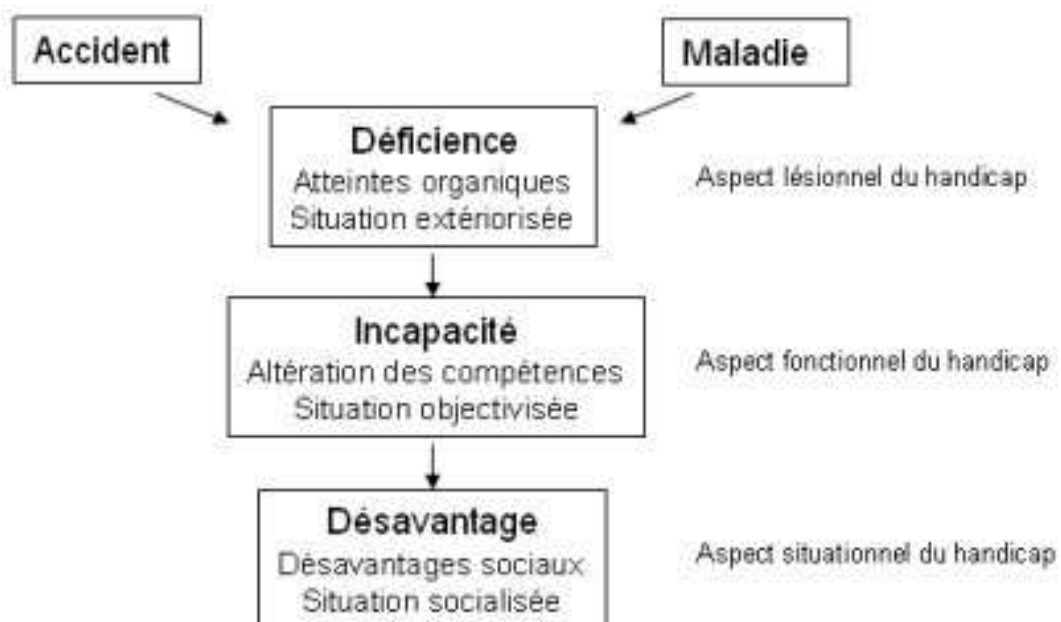 Accident
Maladie
Déficience
Atteintes organiques
Situation extériorisée
Aspect lésionnel du handicap
Incapacité
Altération des compétences
Situation objectivisée
Aspect fonctionnel du handicap
Désavantage
Désavantages sociaux
Situation socialisée
Aspect situationnel du handicap